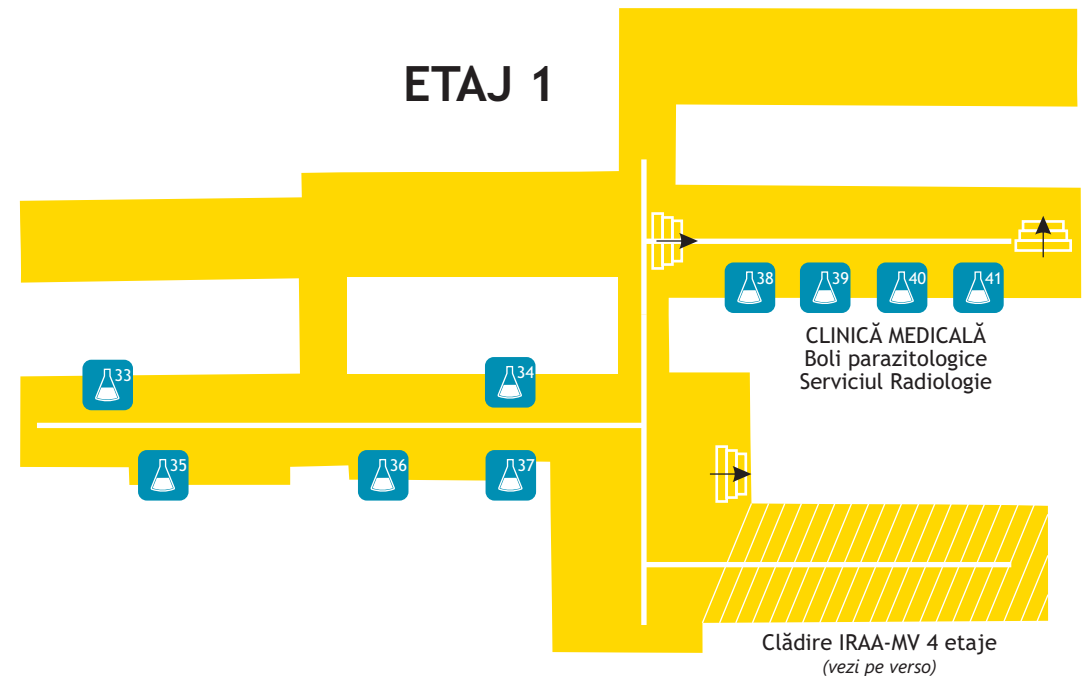 ETAJ 1
38
39
40
41
CLINICĂ MEDICALĂ
Boli parazitologice
Serviciul Radiologie
33
34
35
36
37
Clădire IRAA-MV 4 etaje
(vezi pe verso)